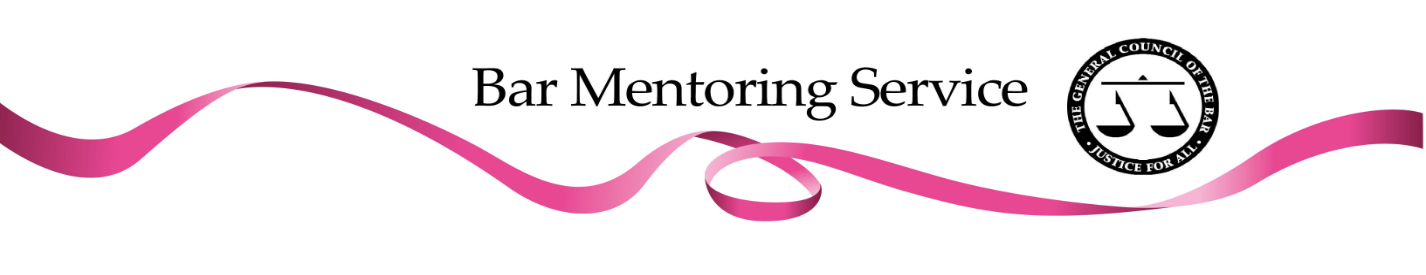 Bar Mentoring Service
THE GENERAL COUNCIL OF THE BAR
• JUSTICE FOR ALL •